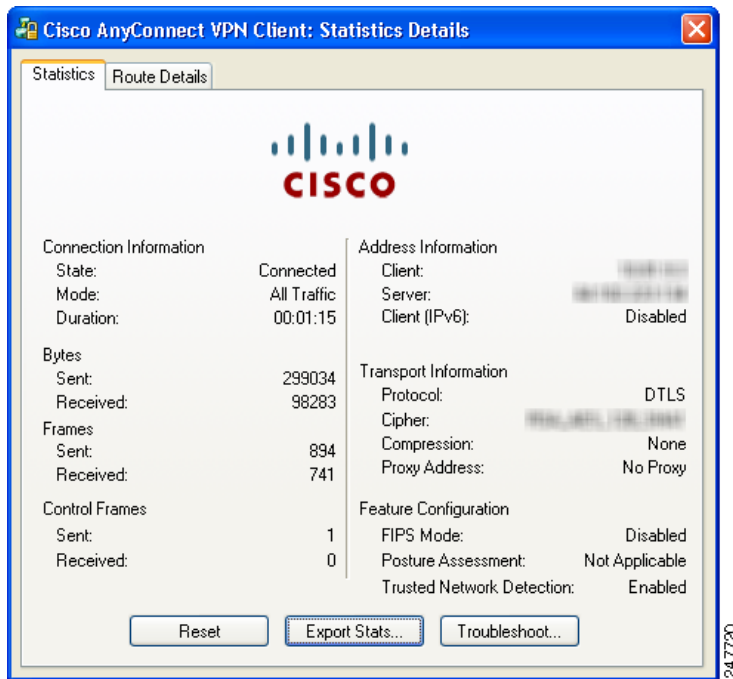 Cisco AnyConnect VPN Client: Statistics Details
Statistics
Route Details
CISCO
Connection Information
State: Connected
Mode: All Traffic
Duration: 00:01:15
Bytes
Sent: 299034
Received: 98283
Frames
Sent: 894
Received: 741
Control Frames
Sent: 1
Received: 0
Address Information
Client:
Server:
Client (IPv6): Disabled
Transport Information
Protocol: DTLS
Cipher:
Compression: None
Proxy Address: No Proxy
Feature Configuration
FIPS Mode: Disabled
Posture Assessment: Not Applicable
Trusted Network Detection: Enabled
Reset
Export Stats...
Troubleshoot...